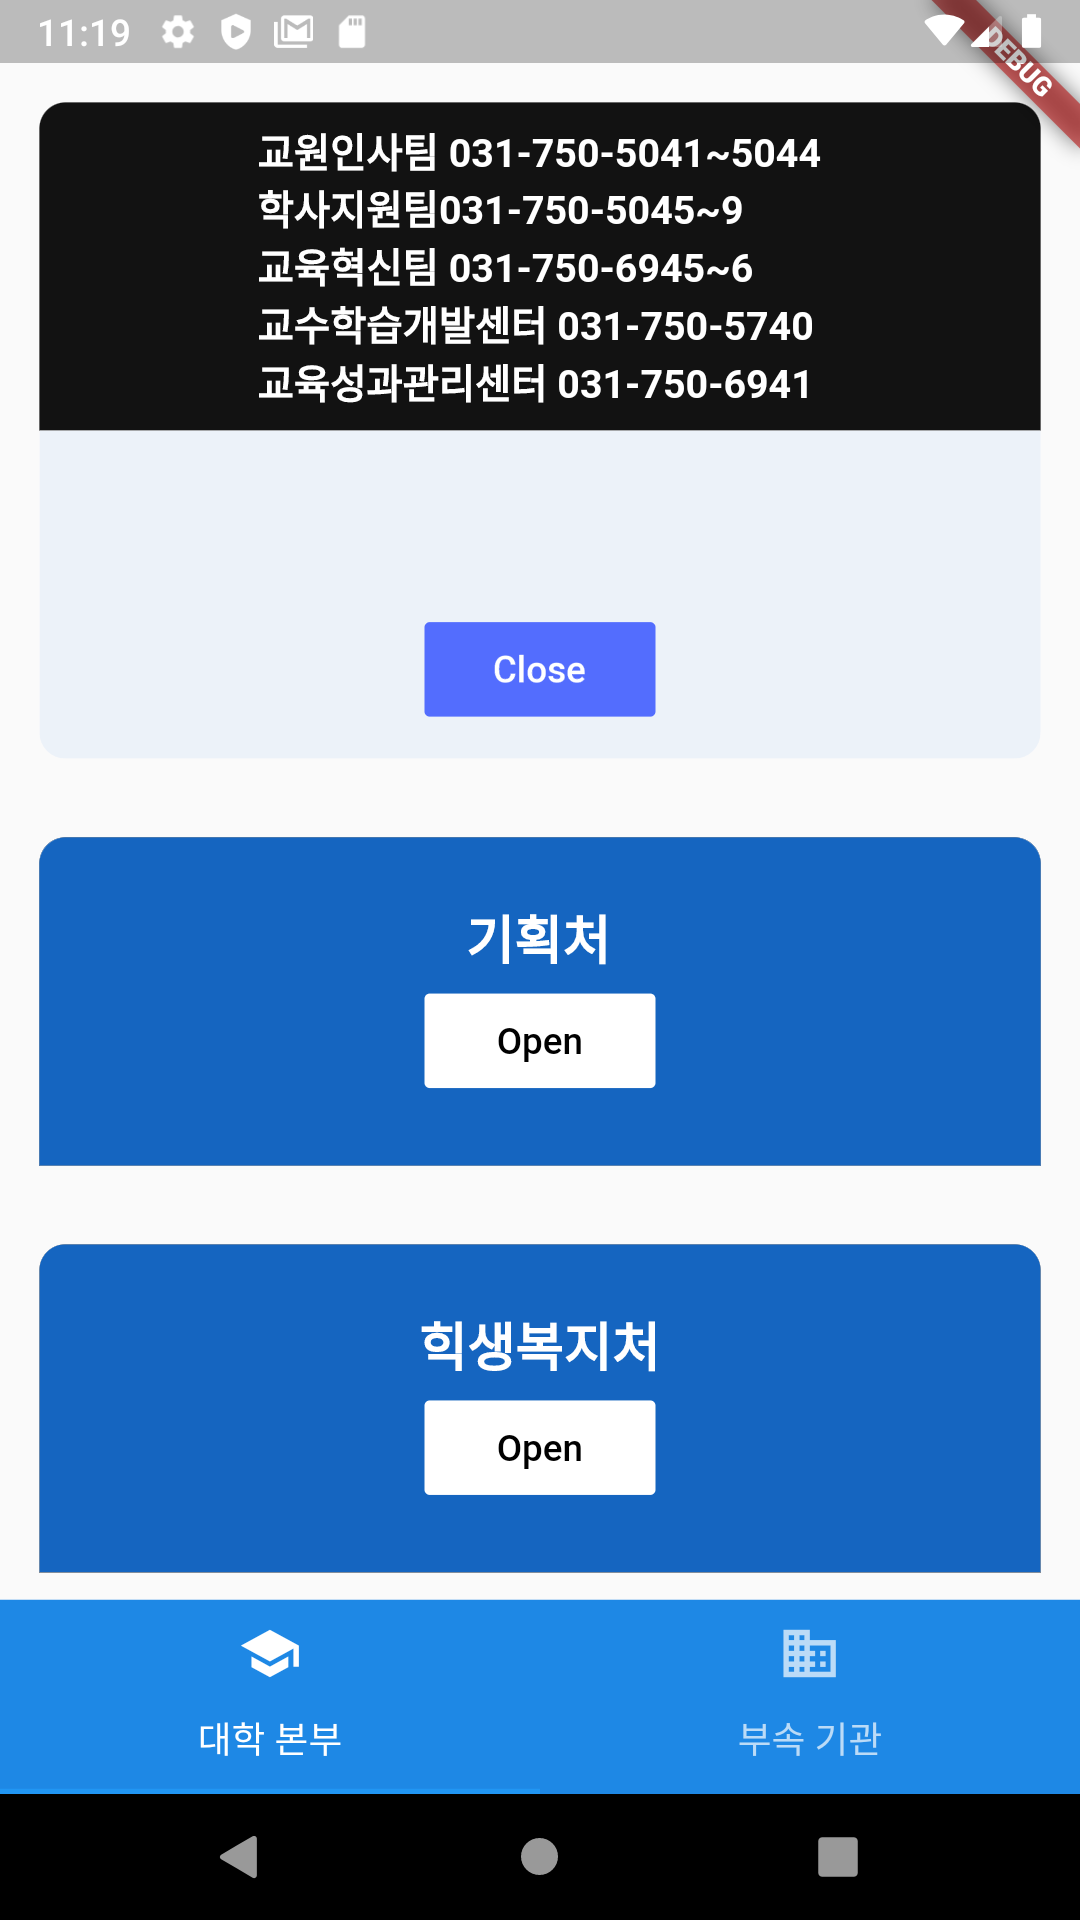 11:19
DEBUG
교원인사팀 031-750-5041~5044
학사지원팀031-750-5045~9
교육혁신팀 031-750-6945~6
교수학습개발센터 031-750-5740
교육성과관리센터 031-750-6941
Close
기획처
Open
힉생복지처
Open
대학 본부
부속 기관